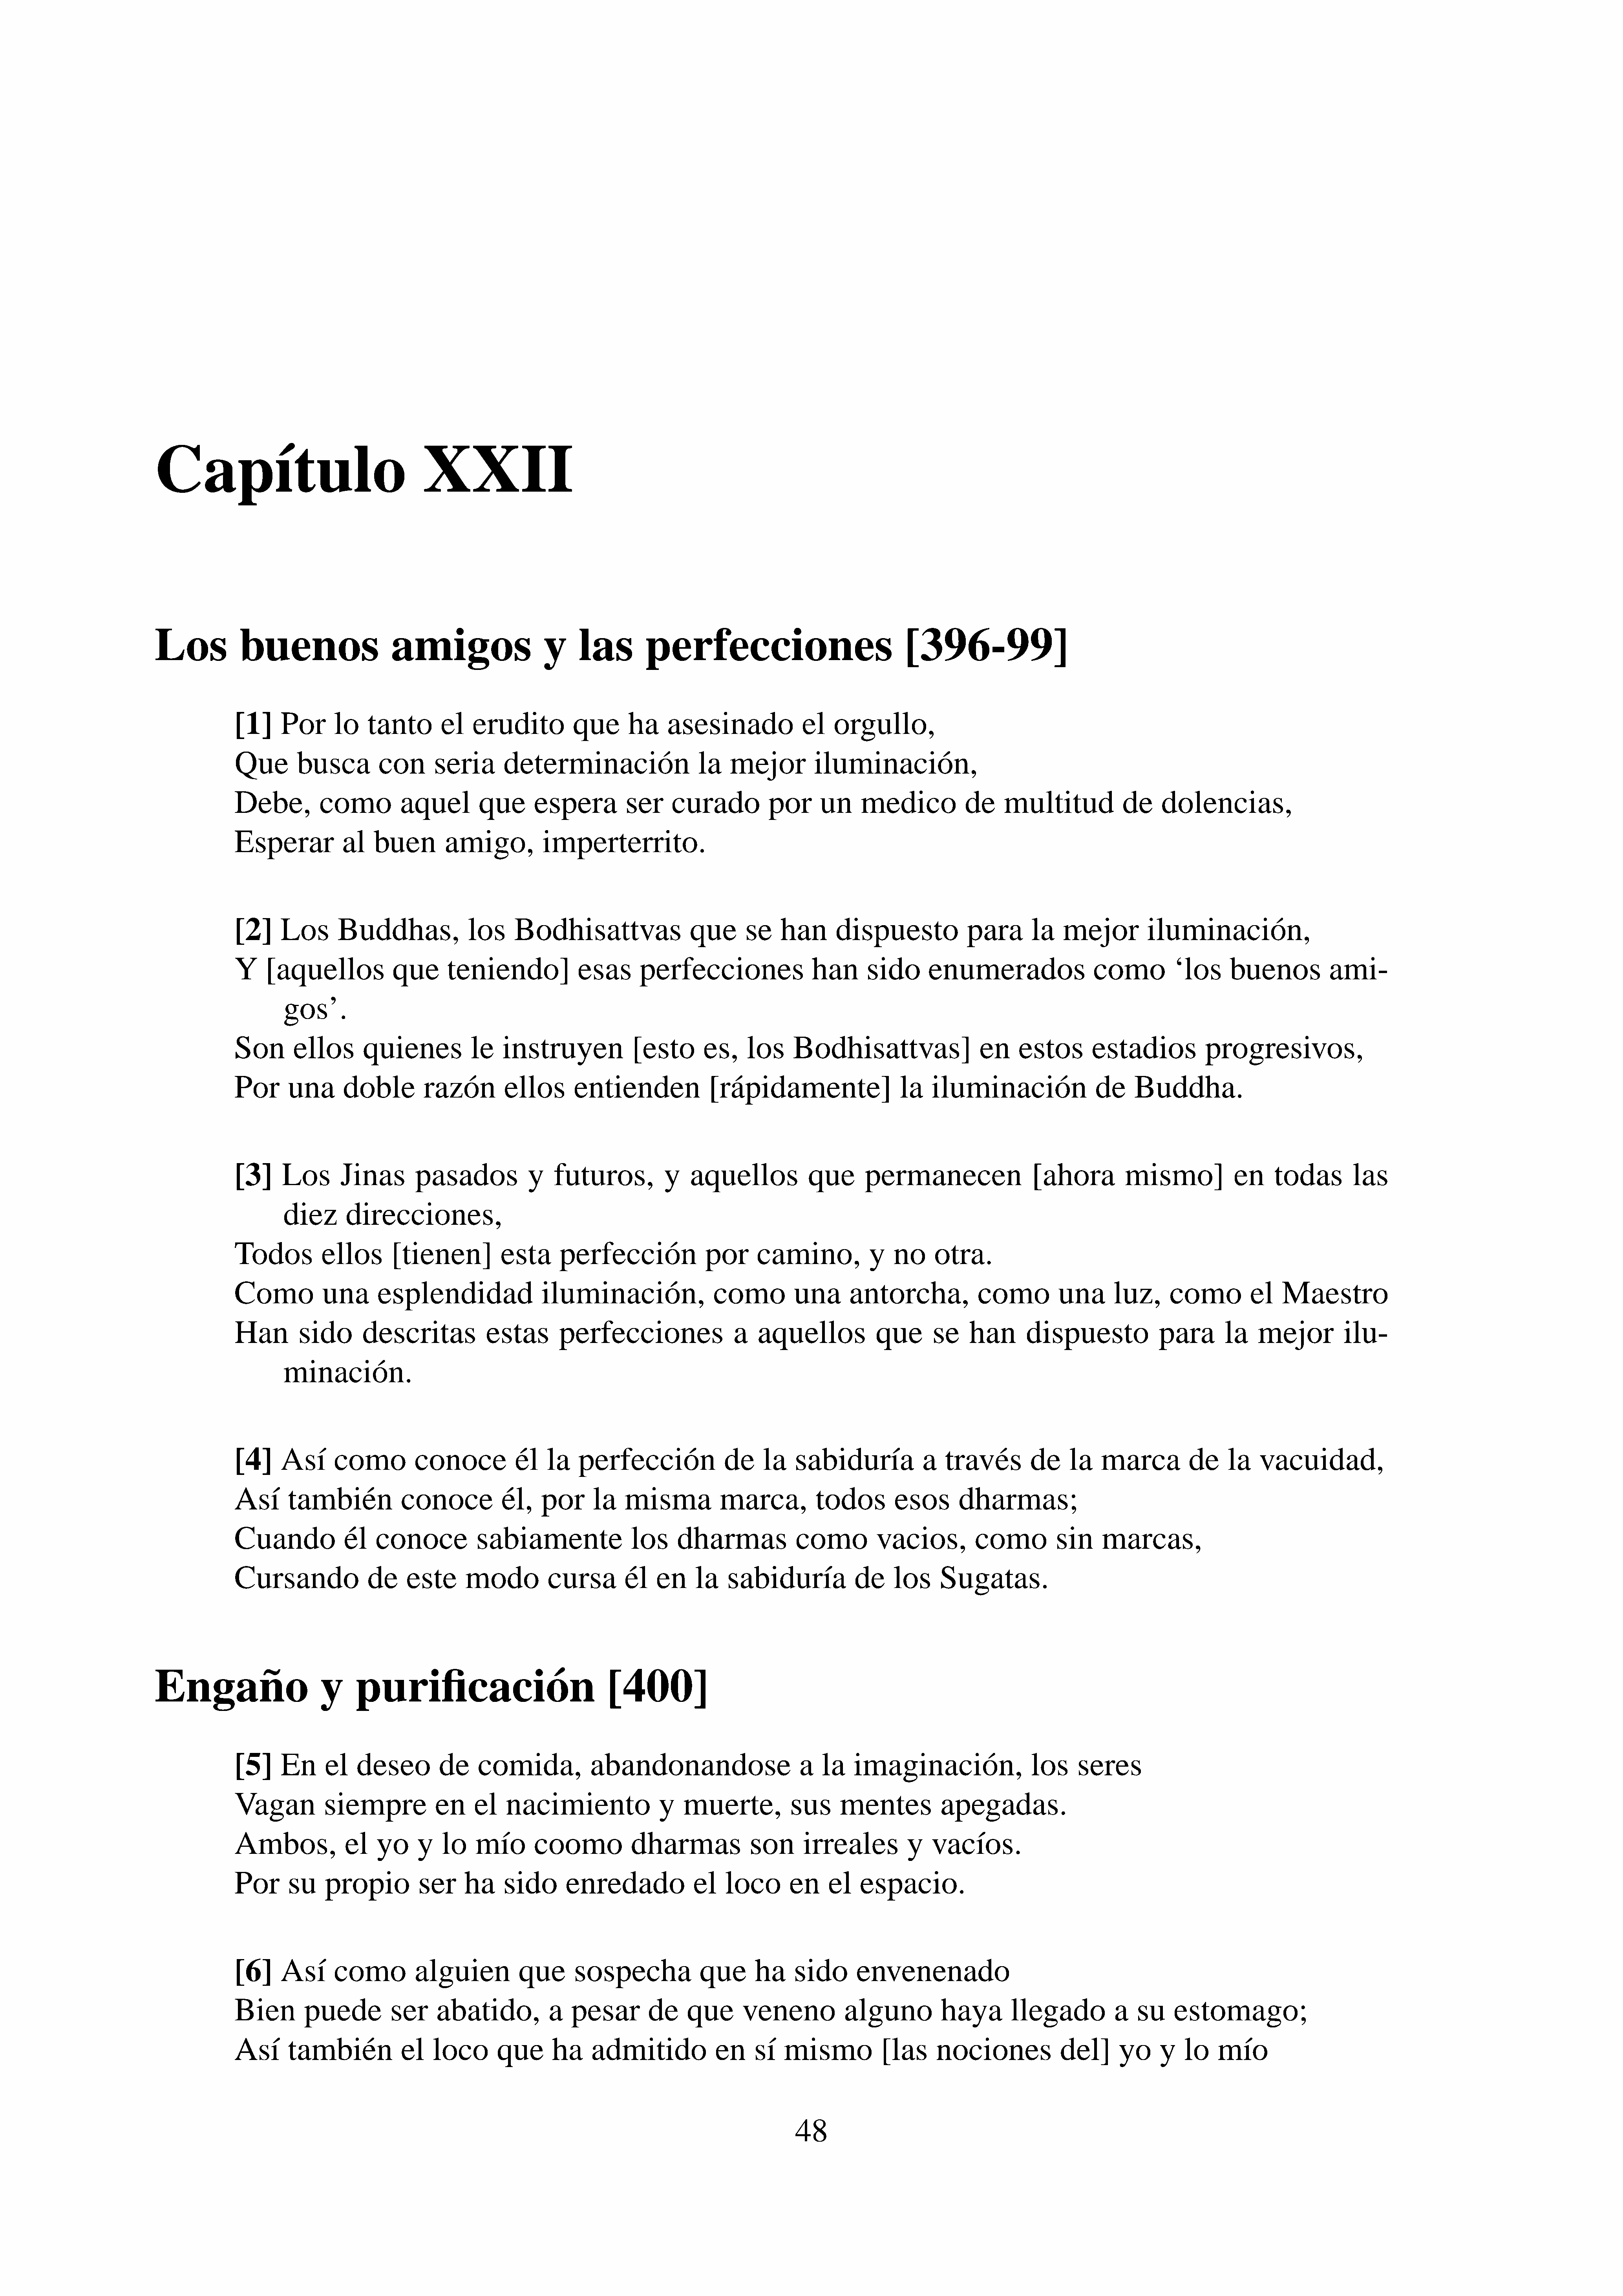 Capítulo XXII
Los buenos amigos y las perfecciones [396-99]
[1] Por lo tanto el erudito que ha asesinado el orgullo,
Que busca con seria determinación la mejor iluminación,
Debe, como aquel que espera ser curado por un medico de multitud de dolencias,
Esperar al buen amigo, imperterrito.
[2] Los Buddhas, los Bodhisattvas que se han dispuesto para la mejor iluminación,
Y [aquellos que teniendo] esas perfecciones han sido enumerados como ‘los buenos ami-
gos’.
Son ellos quienes le instruyen [esto es, los Bodhisattvas] en estos estadios progresivos,
Por una doble razón ellos entienden [rápidamente] la iluminación de Buddha.
[3] Los Jinas pasados y futuros, y aquellos que permanecen [ahora mismo] en todas las
diez direcciones,
Todos ellos [tienen] esta perfección por camino, y no otra.
Como una esplendidad iluminación, como una antorcha, como una luz, como el Maestro
Han sido descritas estas perfecciones a aquellos que se han dispuesto para la mejor ilu-
minación.
[4] Así como conoce él la perfección de la sabiduría a través de la marca de la vacuidad,
Así también conoce él, por la misma marca, todos esos dharmas;
Cuando él conoce sabiamente los dharmas como vacios, como sin marcas,
Cursando de este modo cursa él en la sabiduría de los Sugatas.
Engaño y purificación [400]
[5] En el deseo de comida, abandonandose a la imaginación, los seres
Vagan siempre en el nacimiento y muerte, sus mentes apegadas.
Ambos, el yo y lo mío coomo dharmas son irreales y vacíos.
Por su propio ser ha sido enredado el loco en el espacio.
[6] Así como alguien que sospecha que ha sido envenenado
Bien puede ser abatido, a pesar de que veneno alguno haya llegado a su estomago;
Así también el loco que ha admitido en sí mismo [las nociones del] yo y lo mío
48